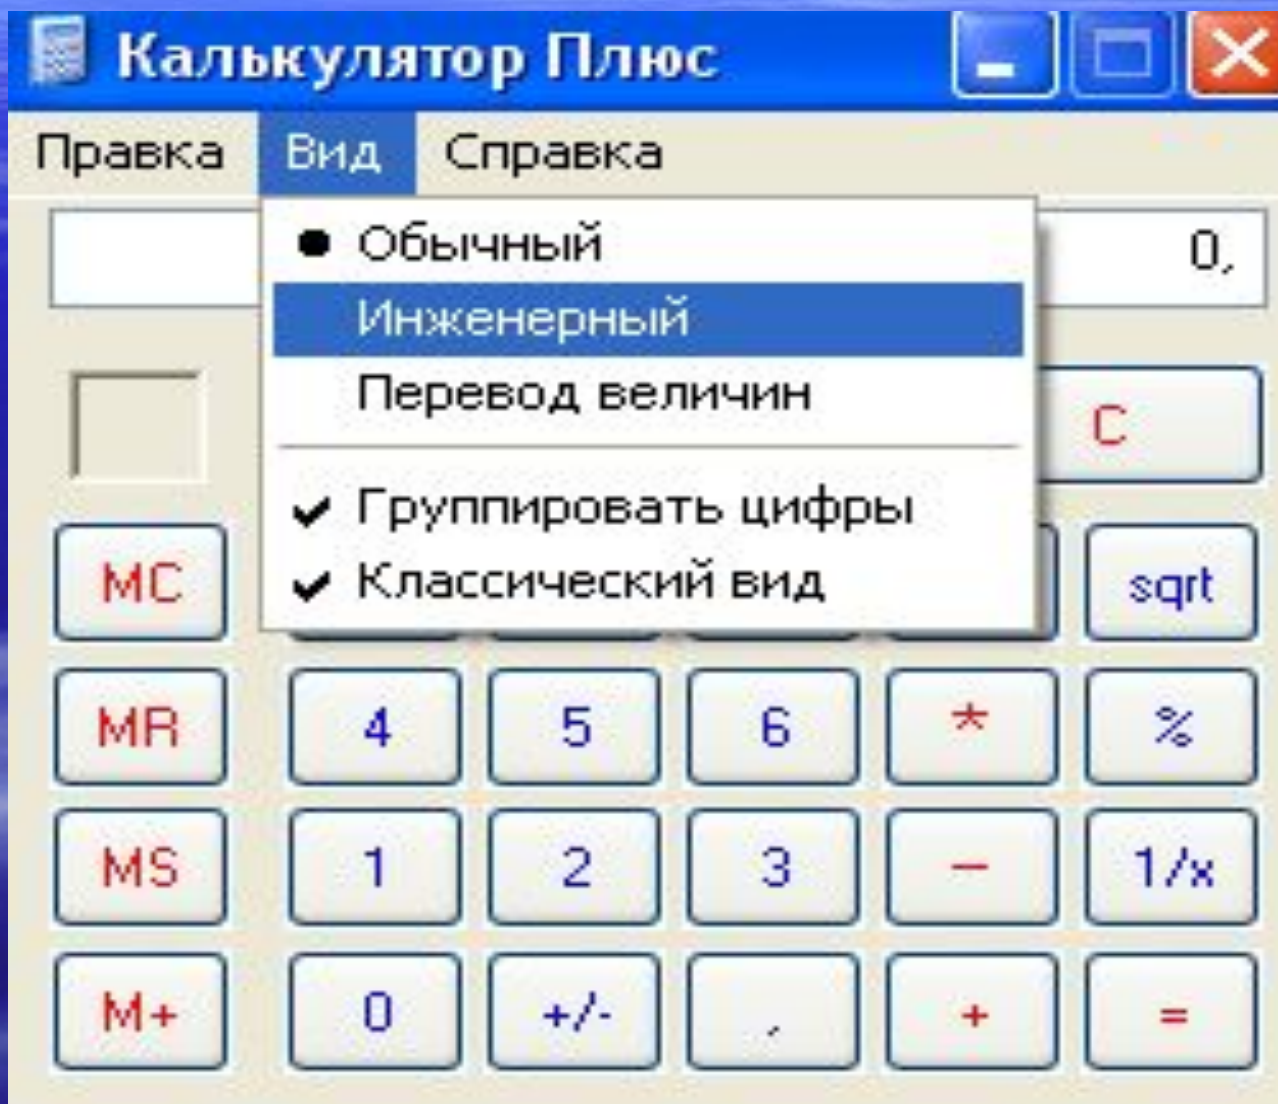 Калькулятор Плюс
Правка Вид Справка
0,
Обычный
Инженерный
Перевод величин
Группировать цифры
Классический вид
C
MC sqrt
MR 4 5 6 * %
MS 1 2 3 - 1/x
M+ 0 +/- , + =